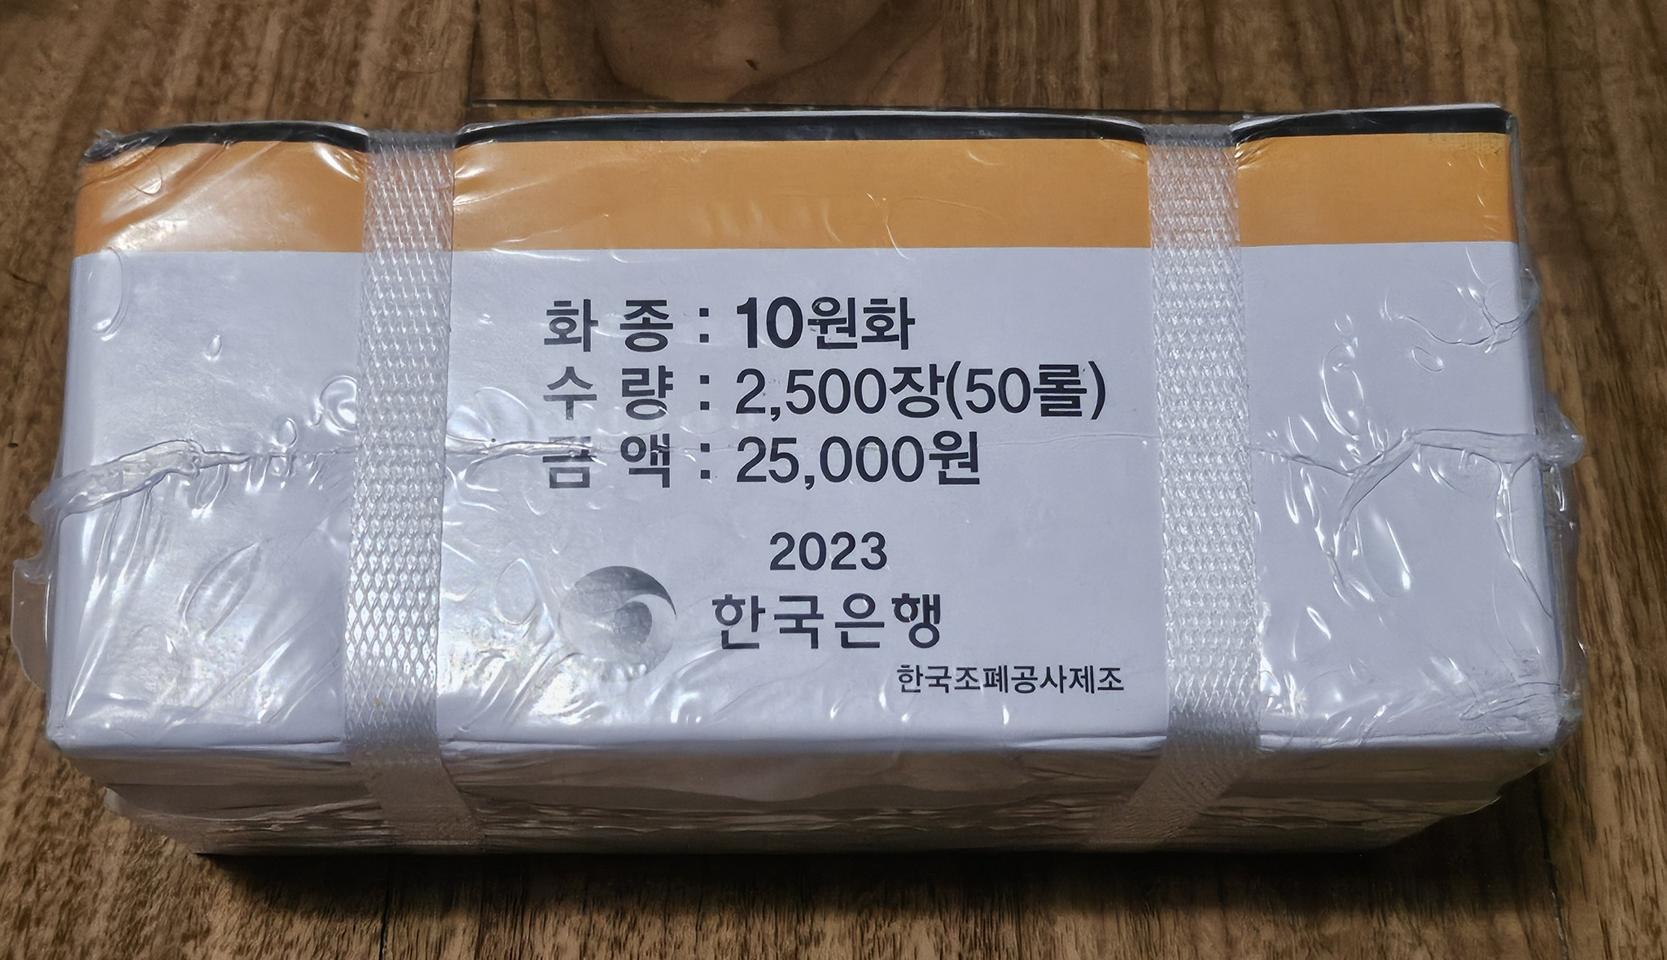 화 종 : 10원화
수 량 : 2,500장(50롤)
금 액 : 25,000원
2023
한국은행
한국조폐공사제조